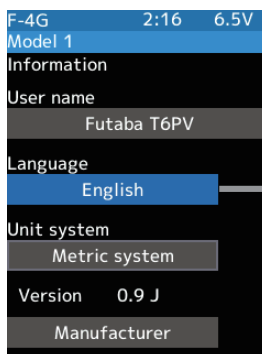 F-4G 2:16 6.5V
Model 1
Information
User name
Futaba T6PV
Language
English
Unit system
Metric system
Version 0.9 J
Manufacturer